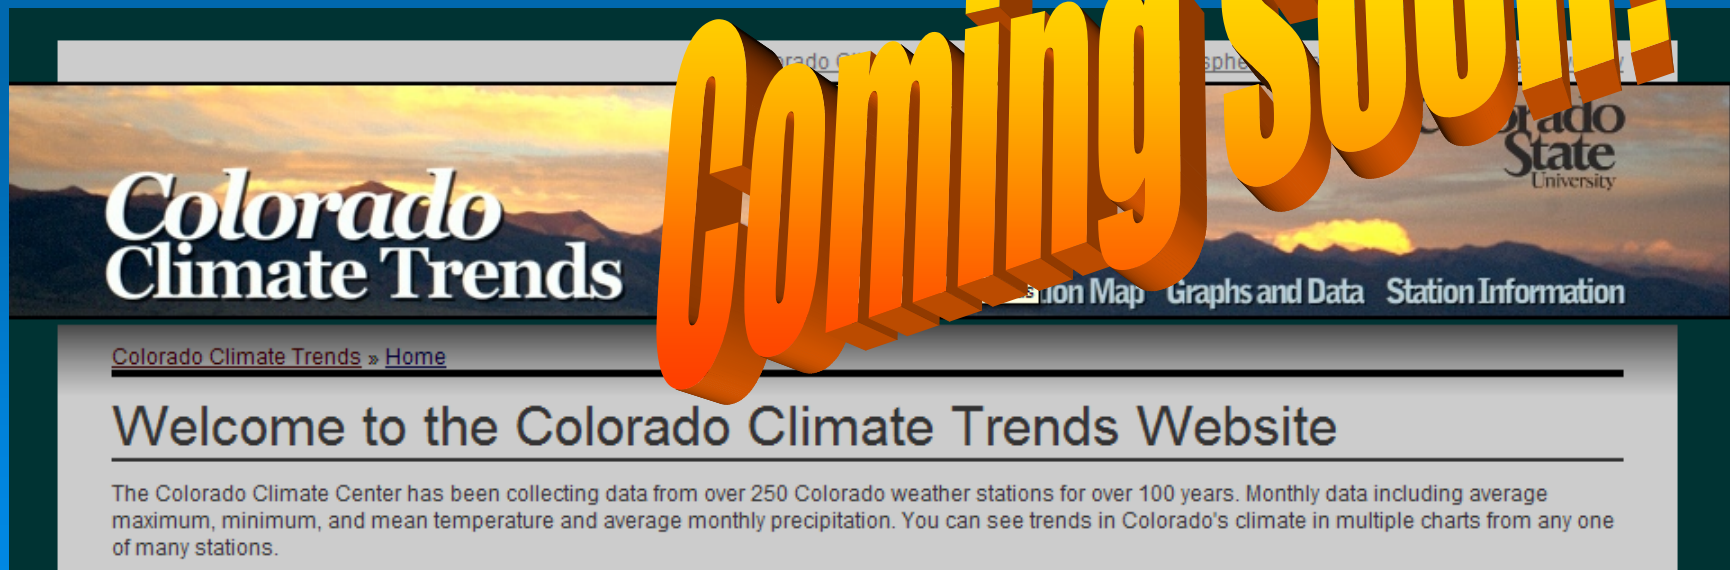 Coming Soon!
Colorado
State
University
Colorado
Climate Trends
Map Graphs and Data Station Information
Colorado Climate Trends » Home
Welcome to the Colorado Climate Trends Website
The Colorado Climate Center has been collecting data from over 250 Colorado weather stations for over 100 years. Monthly data including average
maximum, minimum, and mean temperature and average monthly precipitation. You can see trends in Colorado's climate in multiple charts from any one
of many stations.